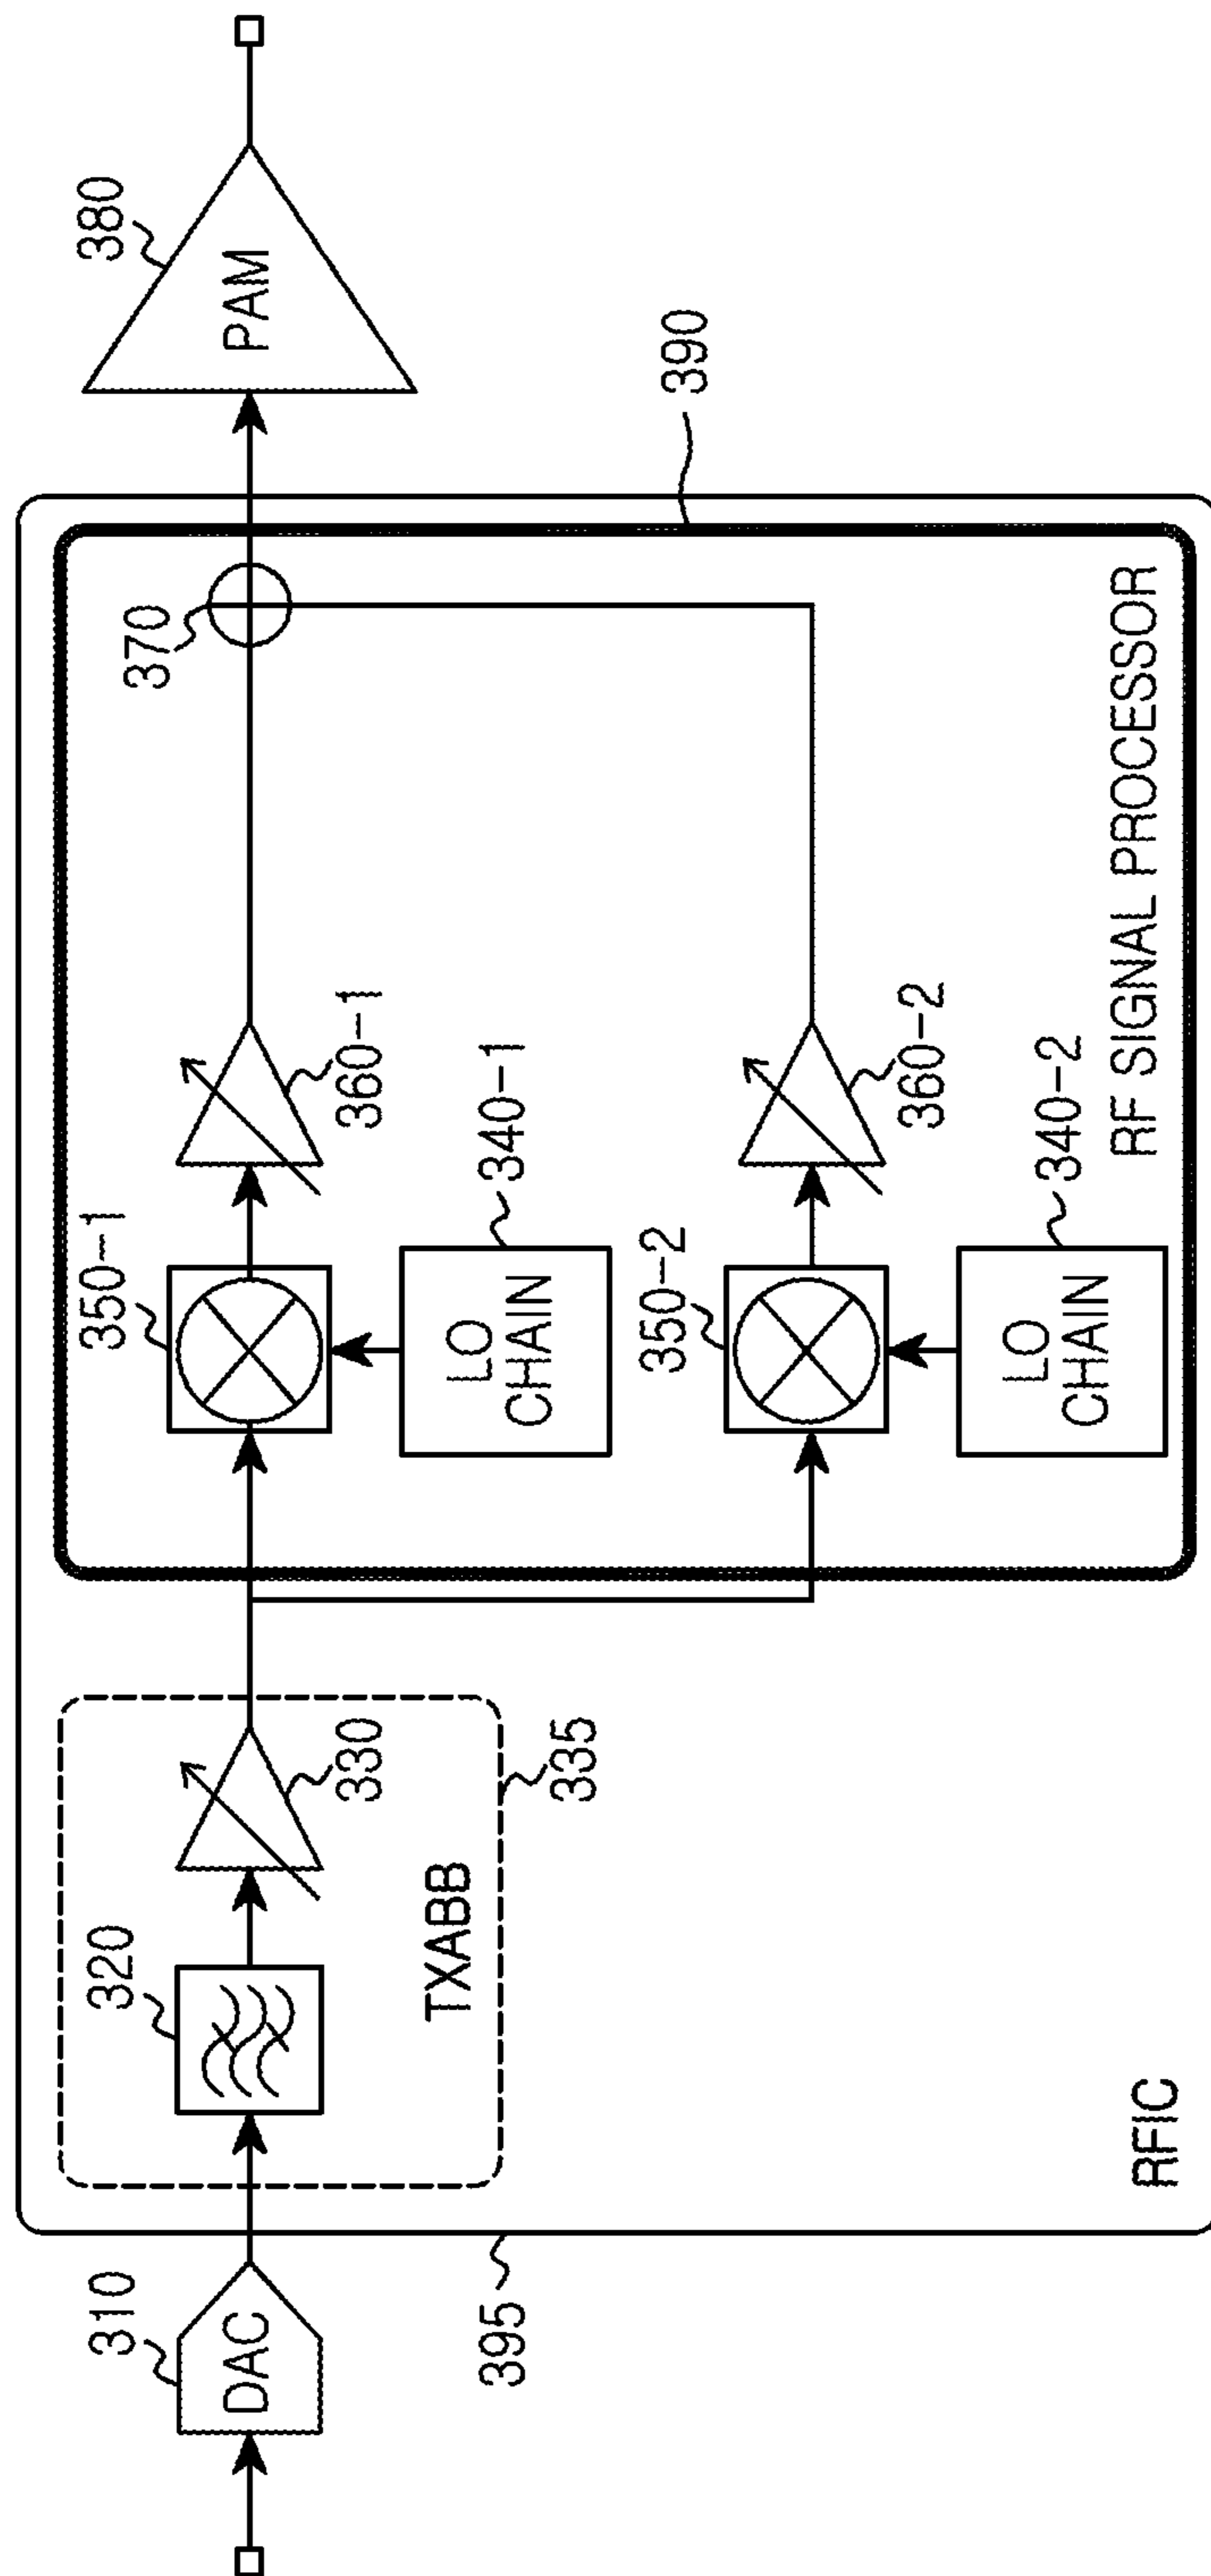 310
DAC
395
RFIC
320
330
335
TXABB
350-1
360-1
340-1
LO
CHAIN
350-2
360-2
340-2
LO
CHAIN
370
RF SIGNAL PROCESSOR
390
380
PAM